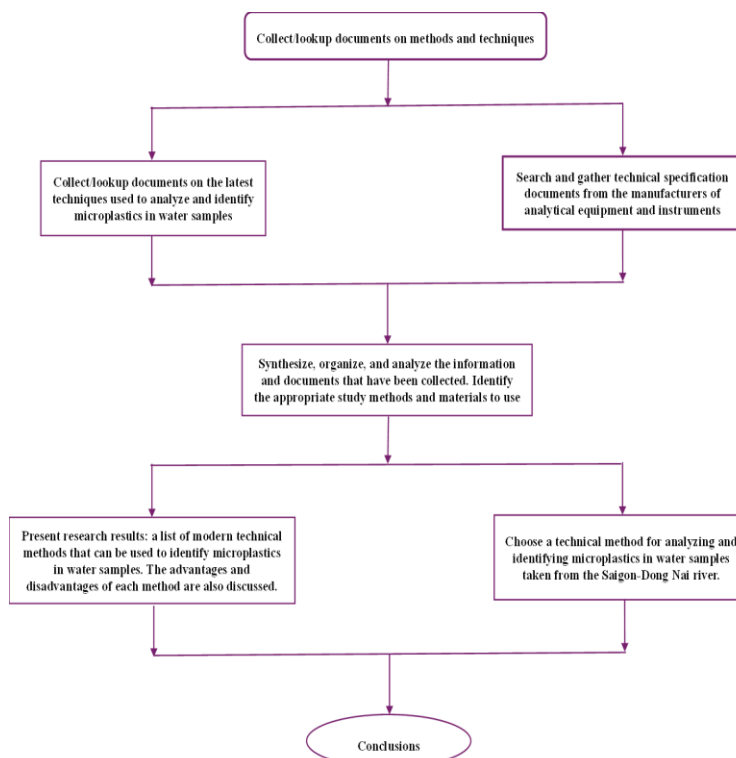 Collect/lookup documents on methods and techniques
Collect/lookup documents on the latest
techniques used to analyze and identify
microplastics in water samples
Search and gather technical specification
documents from the manufacturers of
analytical equipment and instruments
Synthesize, organize, and analyze the information
and documents that have been collected. Identify
the appropriate study methods and materials to use
Present research results: a list of modern technical
methods that can be used to identify microplastics
in water samples. The advantages and
disadvantages of each method are also discussed.
Choose a technical method for analyzing and
identifying microplastics in water samples
taken from the Saigon-Dong Nai river.
Conclusions